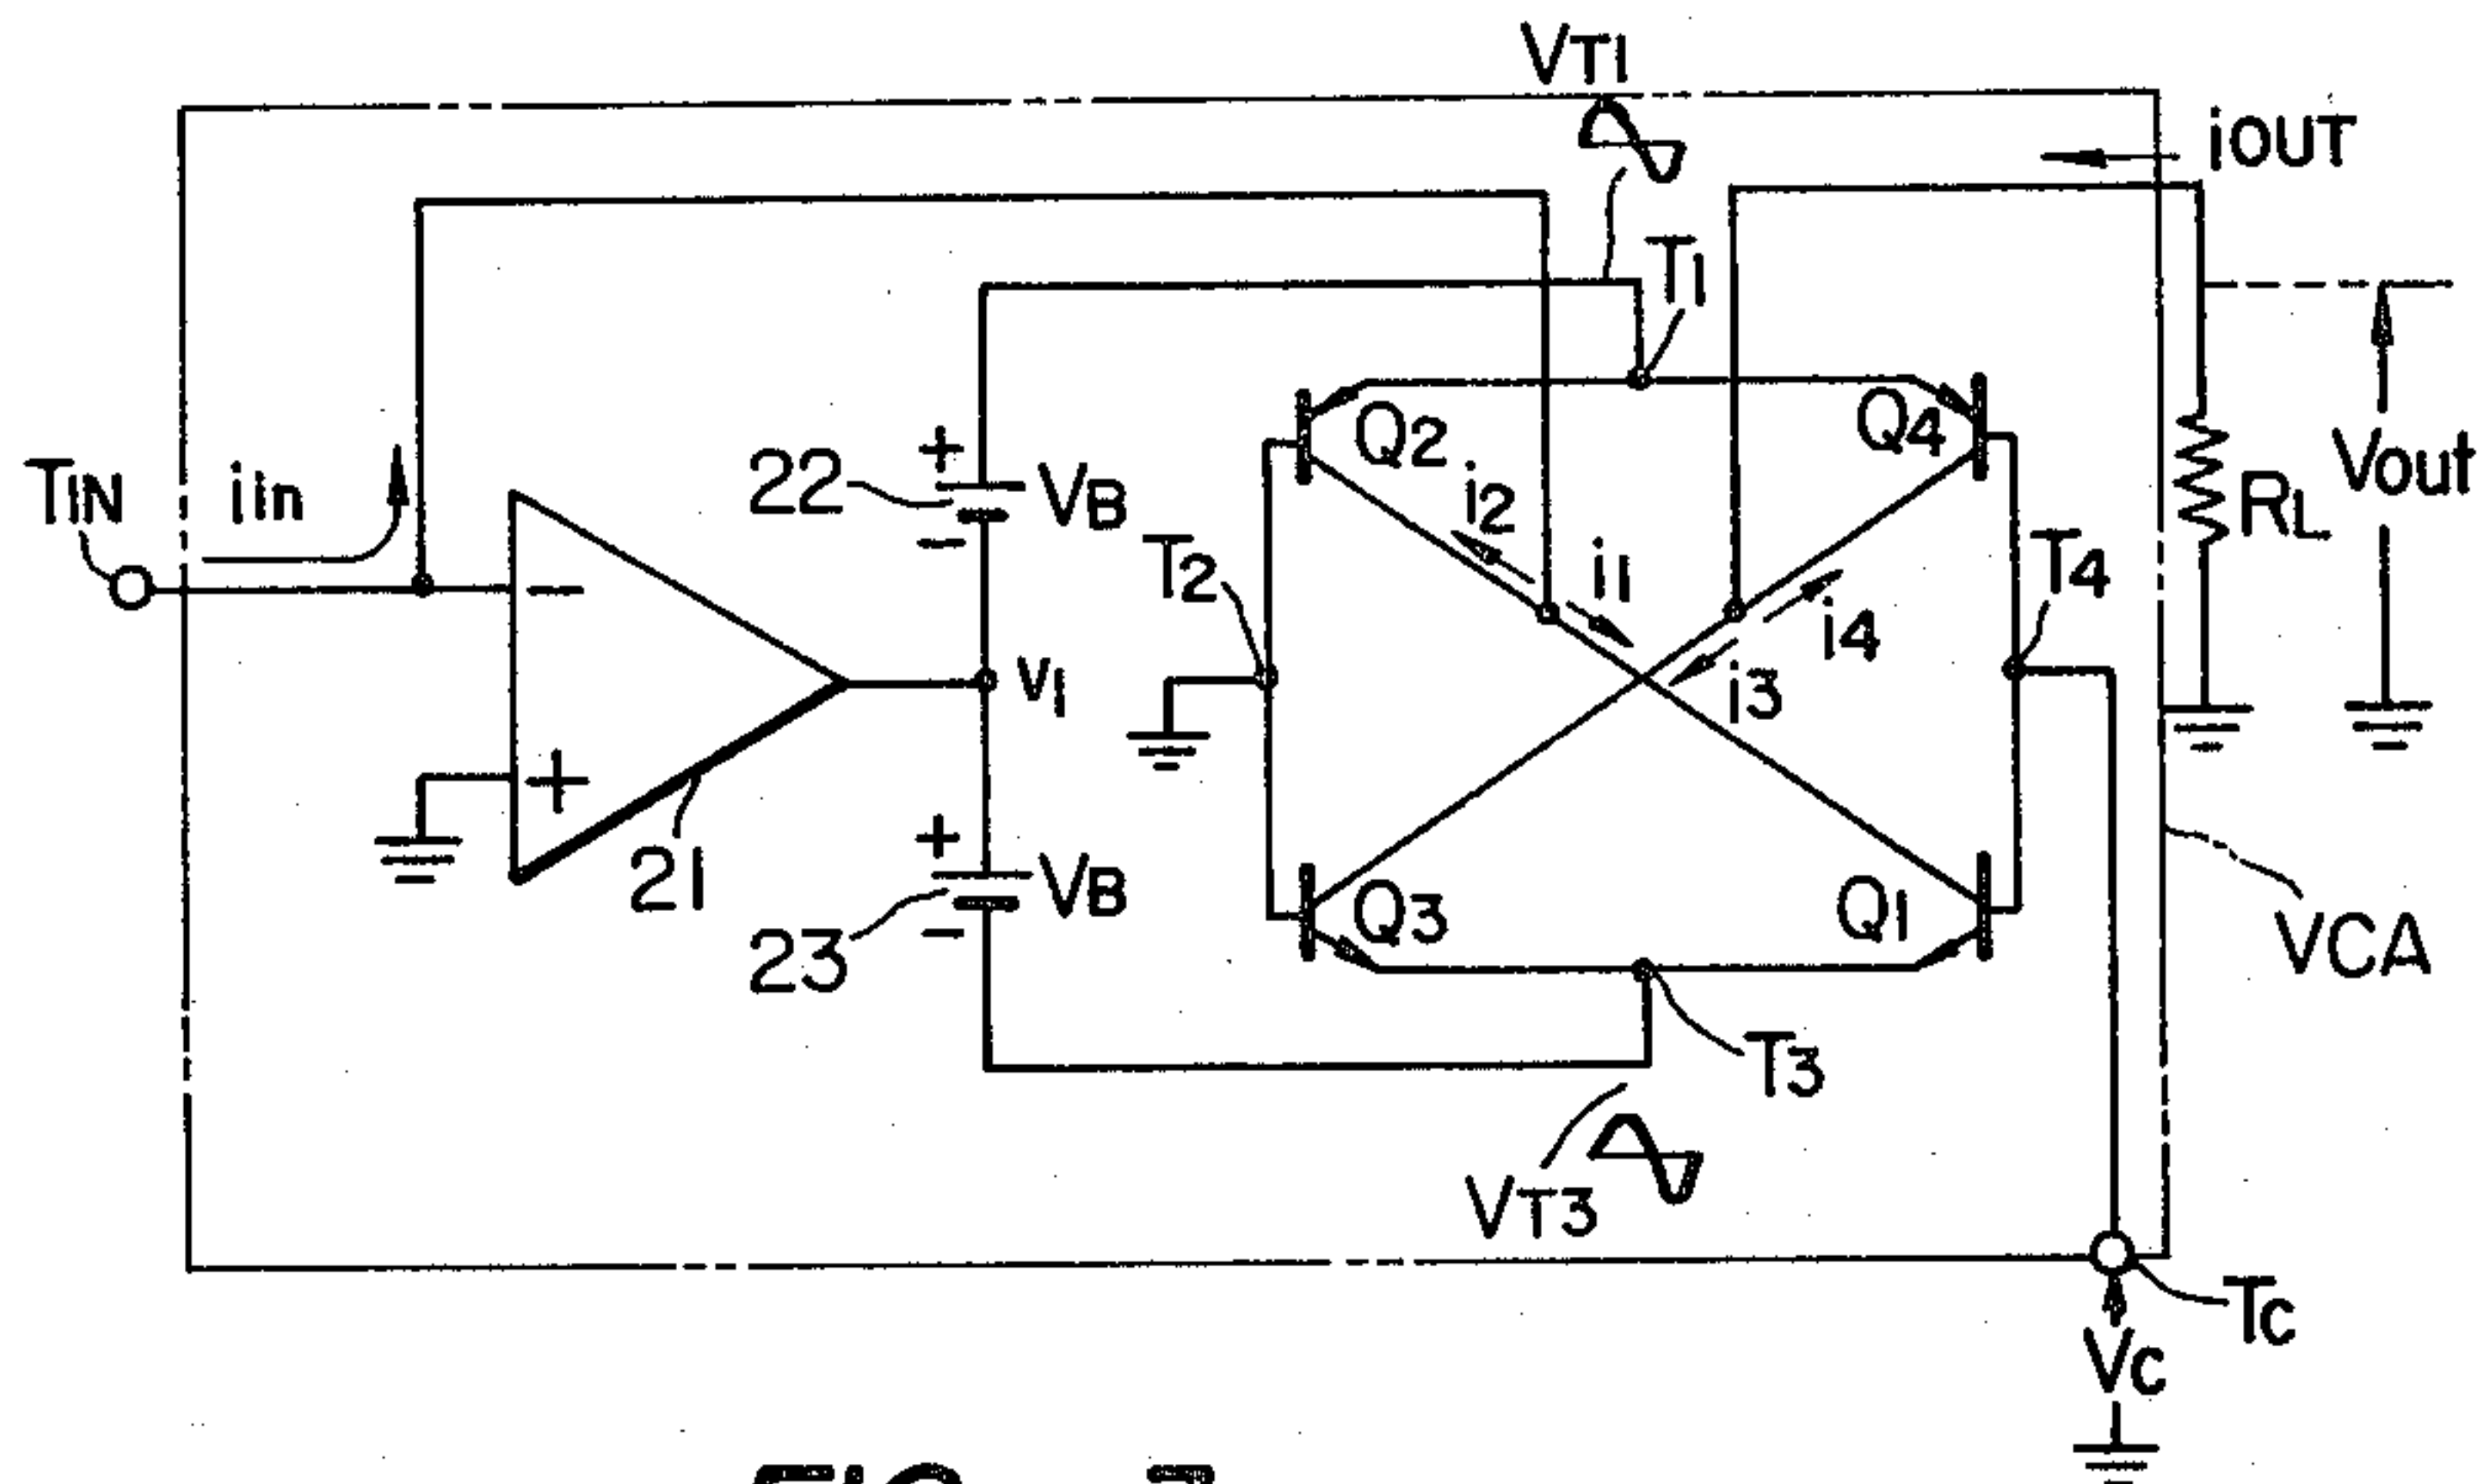 VT1
iOUT
T1
TIN
iin
22
+
VB
−
Q2
Q4
i2
i1
T2
i4
i3
T4
RL
Vout
−
+
v1
21
+
VB
−
23
Q3
Q1
VCA
T3
VT3
TC
VC